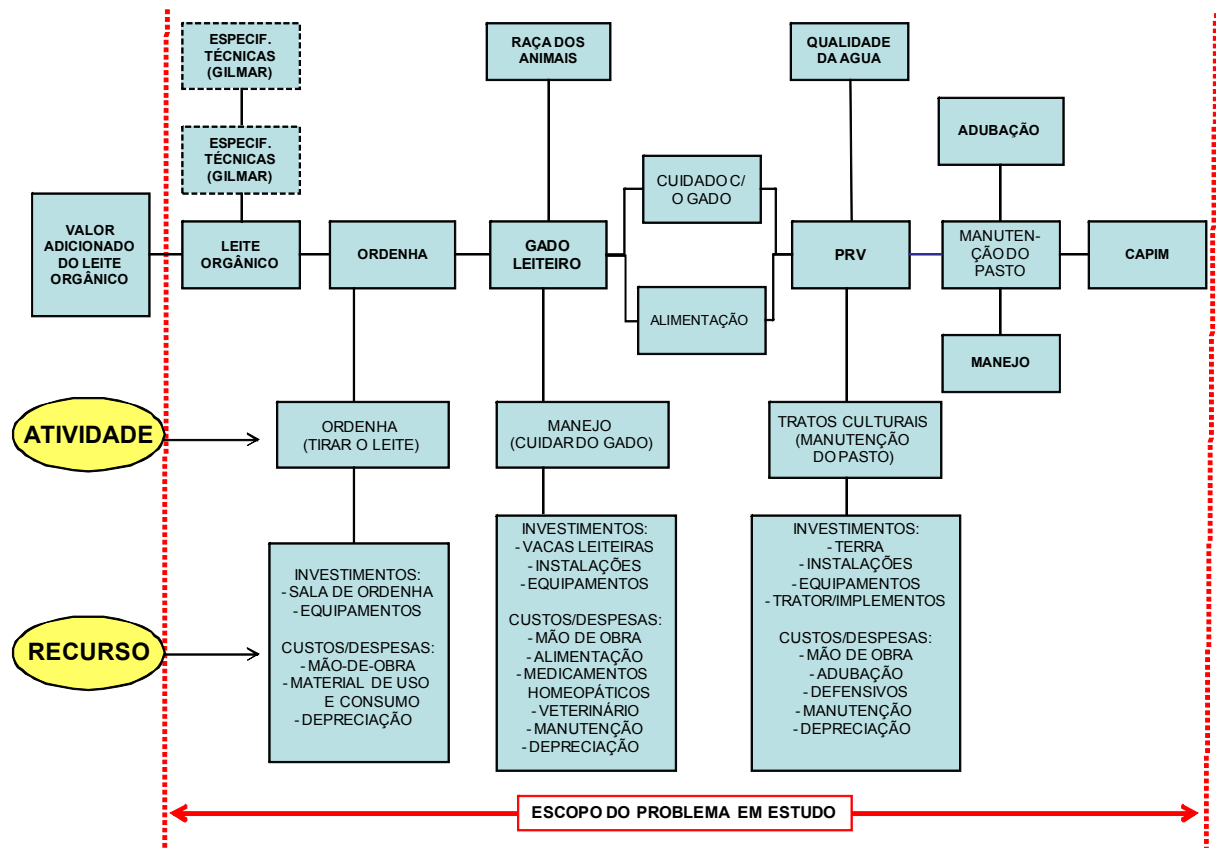 ESPECIF.
TÉCNICAS
(GILMAR)
RAÇA DOS
ANIMAIS
QUALIDADE
DA AGUA
ESPECIF.
TÉCNICAS
(GILMAR)
ADUBAÇÃO
CUIDADO C/
O GADO
VALOR
ADICIONADO
DO LEITE
ORGÂNICO
LEITE
ORGÂNICO
ORDENHA
GADO
LEITEIRO
PRV
MANUTEN-
ÇÃO DO
PASTO
CAPIM
ALIMENTAÇÃO
MANEJO
ATIVIDADE
ORDENHA
(TIRAR O LEITE)
MANEJO
(CUIDAR DO GADO)
TRATOS CULTURAIS
(MANUTENÇÃO
DO PASTO)
RECURSO
INVESTIMENTOS:
- SALA DE ORDENHA
- EQUIPAMENTOS
CUSTOS/DESPESAS:
- MÃO-DE-OBRA
- MATERIAL DE USO
E CONSUMO
- DEPRECIAÇÃO
INVESTIMENTOS:
- VACAS LEITEIRAS
- INSTALAÇÕES
- EQUIPAMENTOS
CUSTOS/DESPESAS:
- MÃO DE OBRA
- ALIMENTAÇÃO
- MEDICAMENTOS
HOMEOPÁTICOS
- VETERINÁRIO
- MANUTENÇÃO
- DEPRECIAÇÃO
INVESTIMENTOS:
- TERRA
- INSTALAÇÕES
- EQUIPAMENTOS
- TRATOR/IMPLEMENTOS
CUSTOS/DESPESAS:
- MÃO DE OBRA
- ADUBAÇÃO
- DEFENSIVOS
- MANUTENÇÃO
- DEPRECIAÇÃO
ESCOPO DO PROBLEMA EM ESTUDO